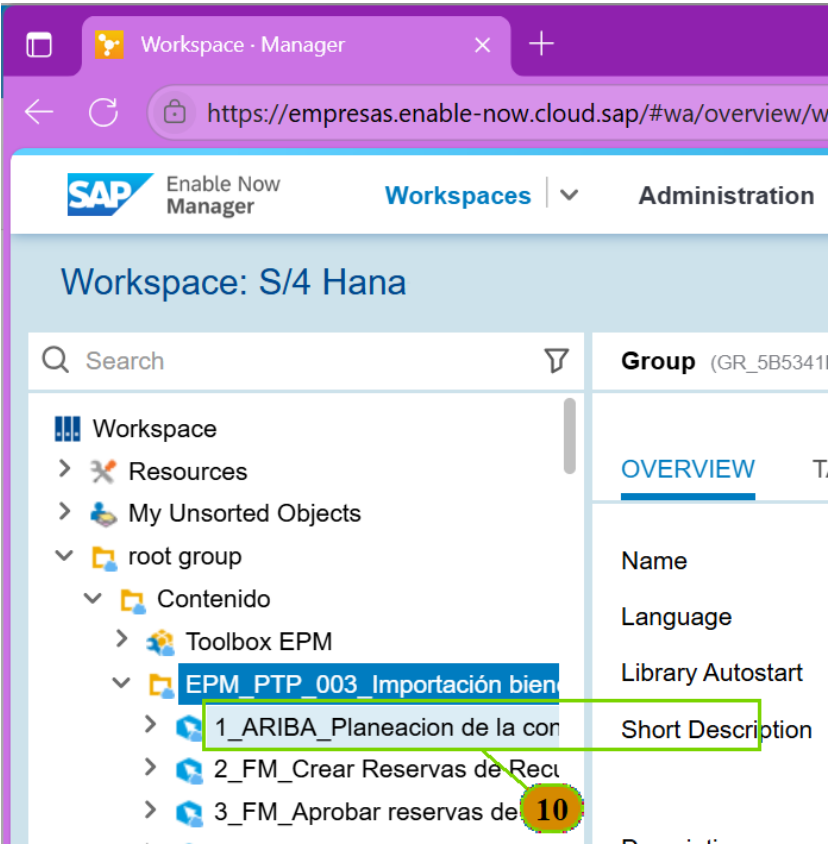 Workspace · Manager
https://empresas.enable-now.cloud.sap/#wa/overview/w
SAP Enable Now Manager Workspaces Administration
Workspace: S/4 Hana
Search
Workspace
Resources
My Unsorted Objects
root group
Contenido
Toolbox EPM
EPM_PTP_003_Importación bien
1_ARIBA_Planeacion de la con
2_FM_Crear Reservas de Recu
3_FM_Aprobar reservas de
10
Group (GR_5B5341
OVERVIEW TA
Name
Language
Library Autostart
Short Description